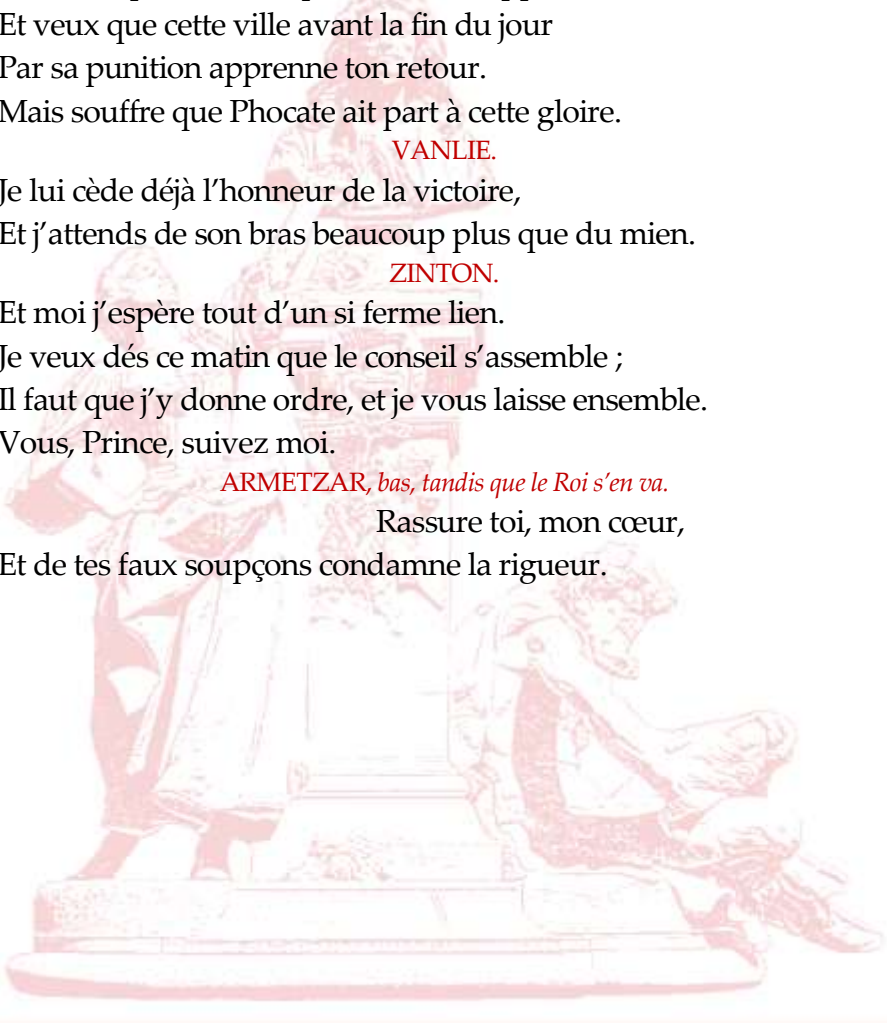 Et veux que cette ville avant la fin du jour
Par sa punition apprenne ton retour.
Mais souffre que Phocate ait part à cette gloire.
VANLIE.
Je lui cède déjà l’honneur de la victoire,
Et j’attends de son bras beaucoup plus que du mien.
ZINTON.
Et moi j’espère tout d’un si ferme lien.
Je veux dés ce matin que le conseil s’assemble ;
Il faut que j’y donne ordre, et je vous laisse ensemble.
Vous, Prince, suivez moi.
ARMETZAR, bas, tandis que le Roi s’en va.
Rassure toi, mon cœur,
Et de tes faux soupçons condamne la rigueur.